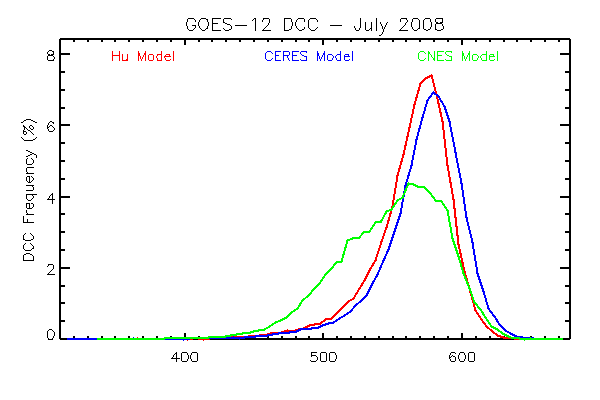 GOES-12 DCC - July 2008
Hu Model CERES Model CNES Model
DCC Frequency (%)
8
6
4
2
0
400 500 600